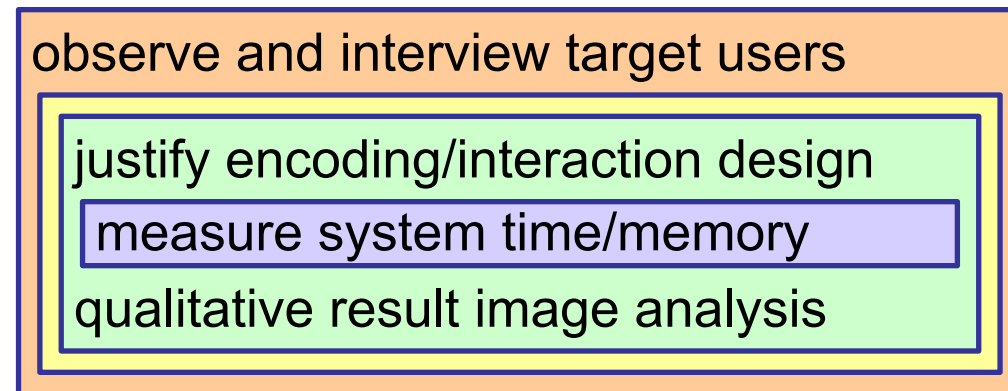 observe and interview target users
justify encoding/interaction design
measure system time/memory
qualitative result image analysis